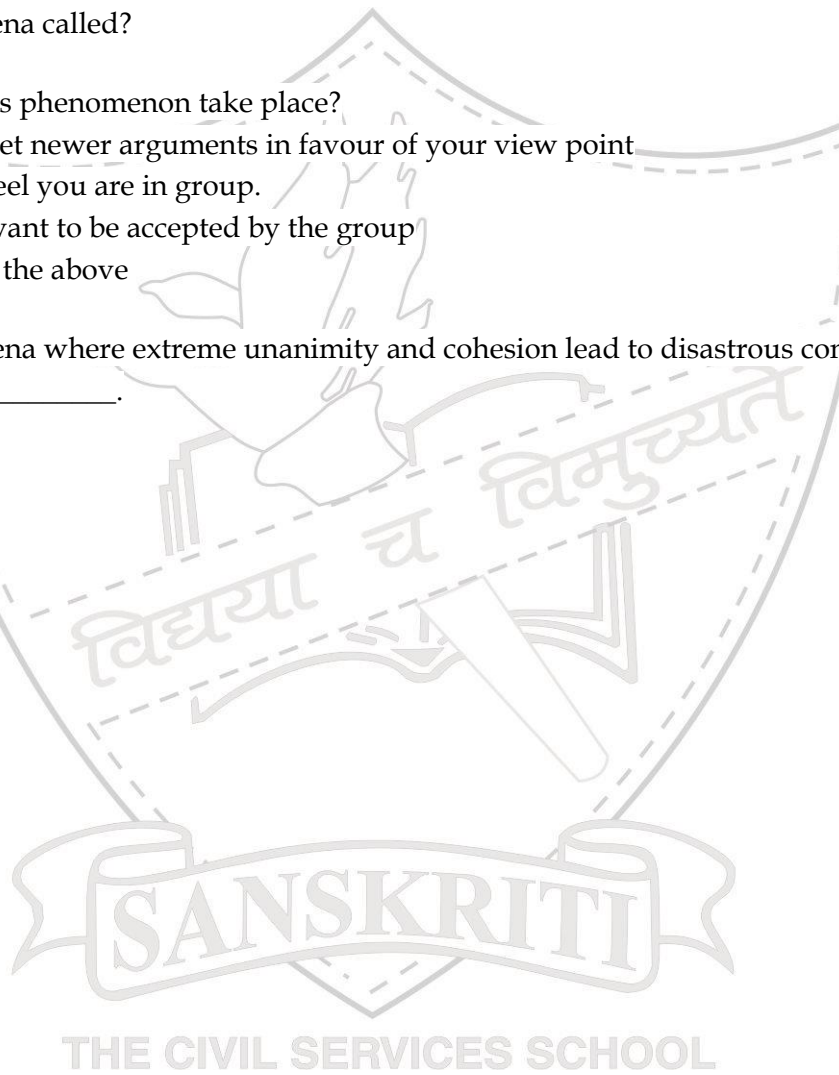 ena called?
s phenomenon take place?
et newer arguments in favour of your view point
eel you are in group.
vant to be accepted by the group
the above
ena where extreme unanimity and cohesion lead to disastrous con
__________.
विद्यया च विमुच्यते
SANSKRITI
THE CIVIL SERVICES SCHOOL